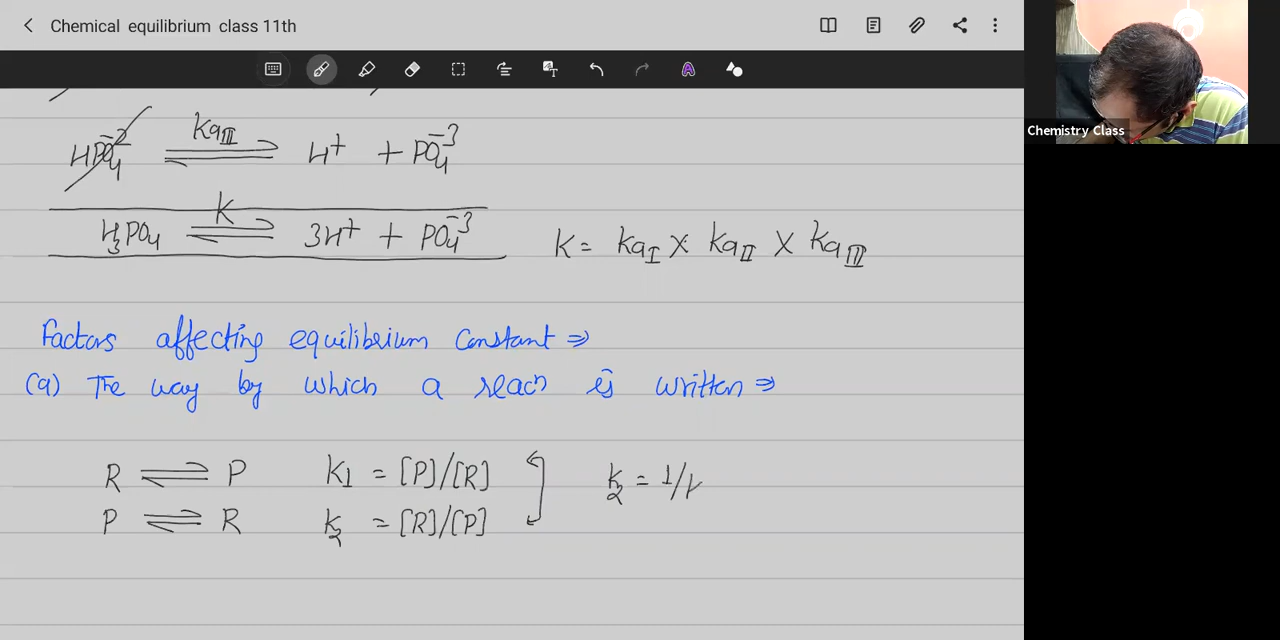 Chemical equilibrium class 11th
HPO₄⁻² ⇌ KaIII H⁺ + PO₄⁻³
H₃PO₄ ⇌ K 3H⁺ + PO₄⁻³ K = KaI × KaII × KaIII
Factors affecting equilibrium Constant ⇒
(a) The way by which a reacn is written ⇒
R ⇌ P K1 = [P]/[R] K2 = 1/
P ⇌ R K2 = [R]/[P]
Chemistry Class